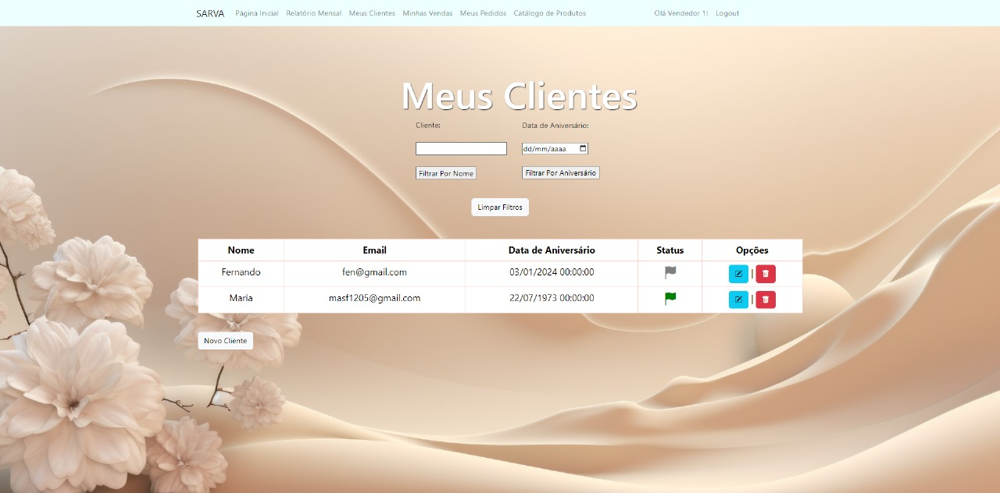 SARVA Página Inicial Relatório Mensal Meus Clientes Minhas Vendas Meus Pedidos Catálogo de Produtos Olá Vendedor 1! Logout
Meus Clientes
Cliente: Data de Aniversário:
dd/mm/aaaa
Filtrar Por Nome Filtrar Por Aniversário
Limpar Filtros
Nome Email Data de Aniversário Status Opções
Fernando fen@gmail.com 03/01/2024 00:00:00 |
Maria masf1205@gmail.com 22/07/1973 00:00:00 |
Novo Cliente